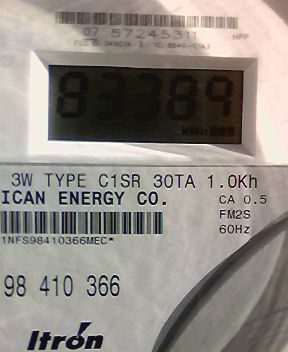 07 57245311 HPP
83389
kWh
3W TYPE C1SR 30TA 1.0Kh
ICAN ENERGY CO. CA 0.5
FM2S
60Hz
1NFS98410366MEC*
98 410 366
Itron